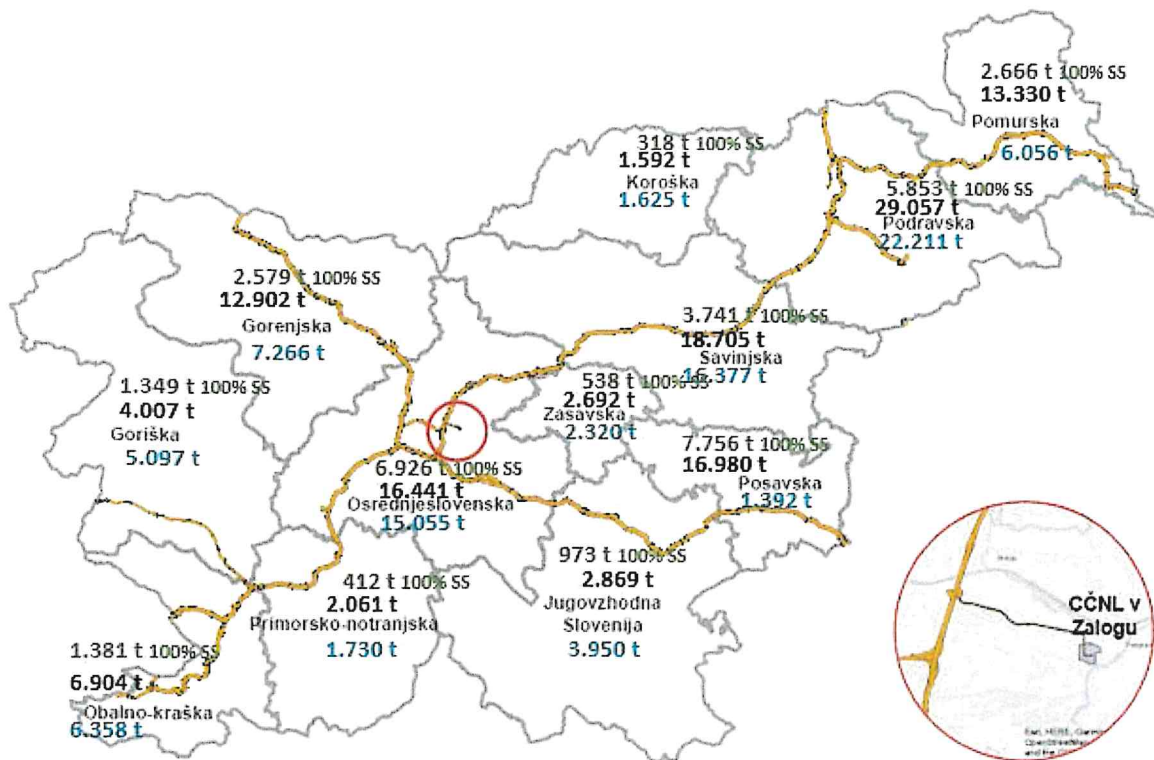 2.666 t 100% SS
13.330 t
Pomurska
6.056 t
318 t 100% SS
1.592 t
Koroška
1.625 t
5.853 t 100% SS
29.057 t
Podravska
22.211 t
2.579 t 100% SS
12.902 t
Gorenjska
7.266 t
3.741 t 100% SS
18.705 t
Savinjska
16.377 t
1.349 t 100% SS
4.007 t
Goriška
5.097 t
538 t 100% SS
2.692 t
Zasavska
2.320 t
7.756 t 100% SS
16.980 t
Posavska
1.392 t
6.926 t 100% SS
16.441 t
Osrednjeslovenska
15.055 t
973 t 100% SS
2.869 t
Jugovzhodna
Slovenija
3.950 t
412 t 100% SS
2.061 t
Primorsko-notranjska
1.730 t
1.381 t 100% SS
6.904 t
Obalno-kraška
6.358 t
CČNL v
Zalogu
Esri, HERE,
OpenStreetMap
and the